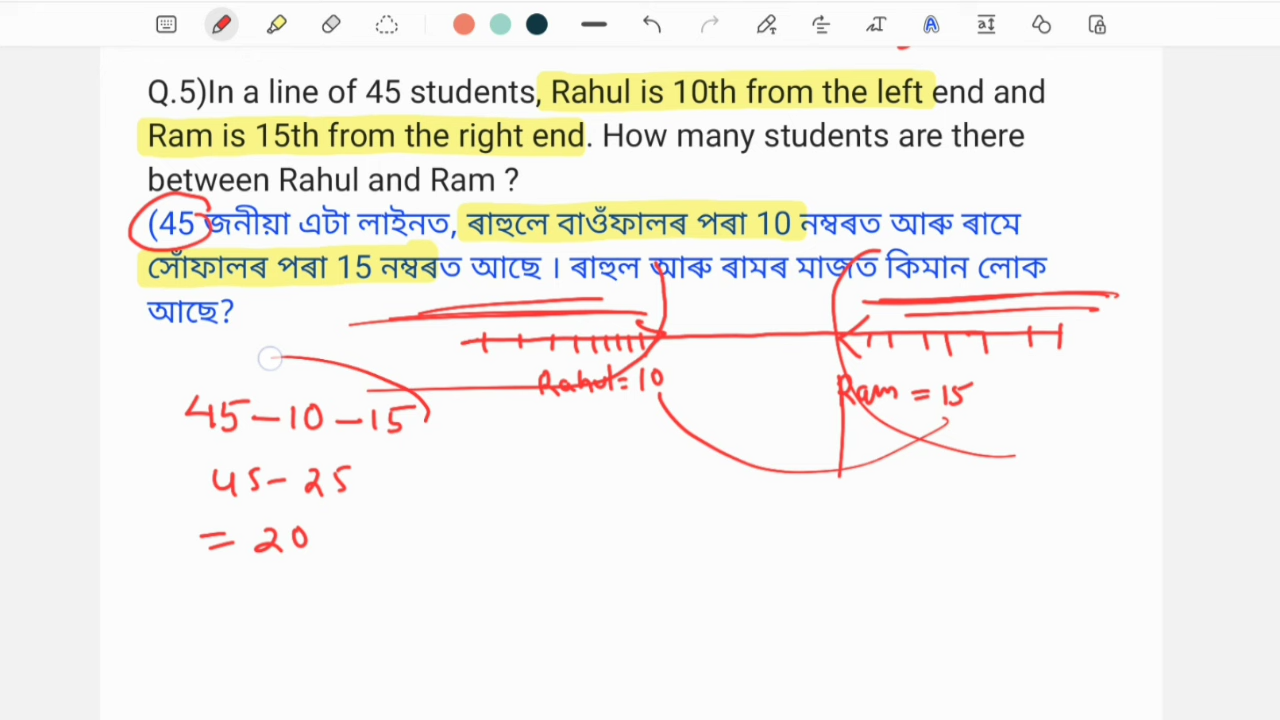 Q.5)In a line of 45 students, Rahul is 10th from the left end and
Ram is 15th from the right end. How many students are there
between Rahul and Ram ?
(45 জনীয়া এটা লাইনত, ৰাহুলে বাওঁফালৰ পৰা 10 নম্বৰত আৰু ৰামে
সোঁফালৰ পৰা 15 নম্বৰত আছে । ৰাহুল আৰু ৰামৰ মাজত কিমান লোক
আছে?
Rahul = 10
Ram = 15
45 – 10 – 15
45 – 25
= 20